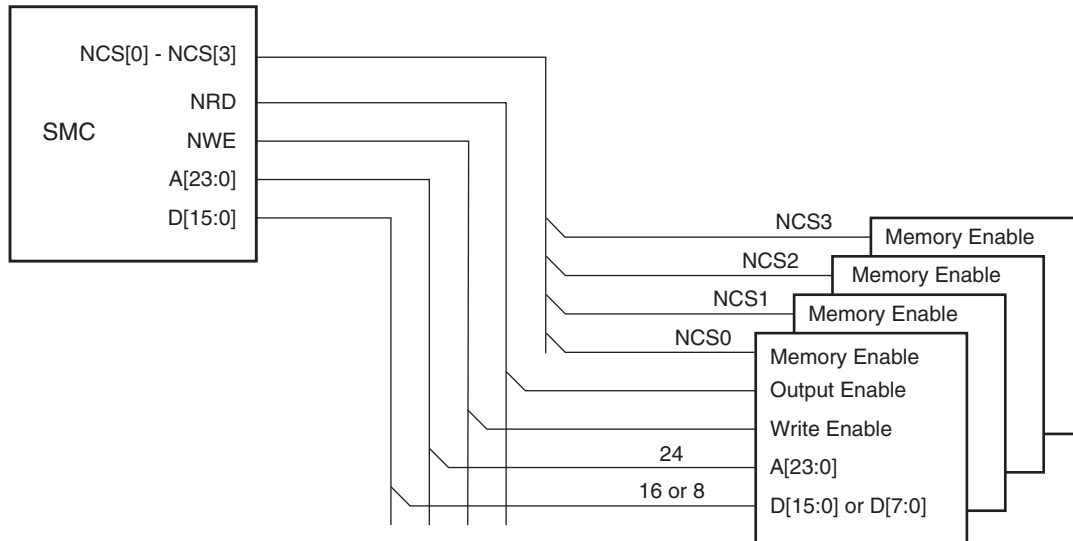 NCS[0] - NCS[3]
NRD
SMC
NWE
A[23:0]
D[15:0]
NCS3
Memory Enable
NCS2
Memory Enable
NCS1
Memory Enable
NCS0
Memory Enable
Output Enable
Write Enable
24
A[23:0]
16 or 8
D[15:0] or D[7:0]